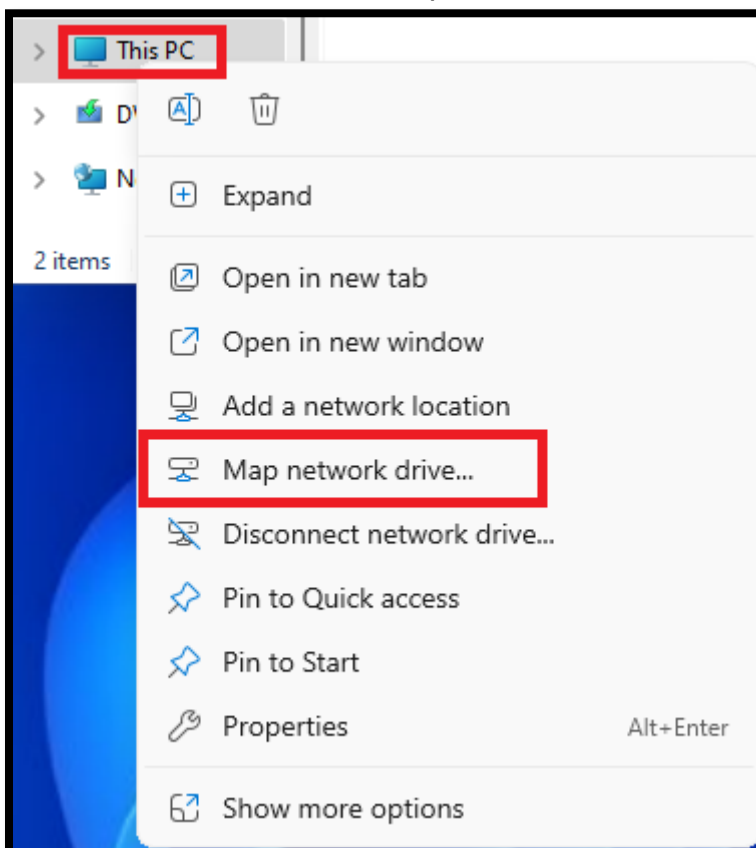 This PC
Expand
2 items
Open in new tab
Open in new window
Add a network location
Map network drive...
Disconnect network drive...
Pin to Quick access
Pin to Start
Properties Alt+Enter
Show more options